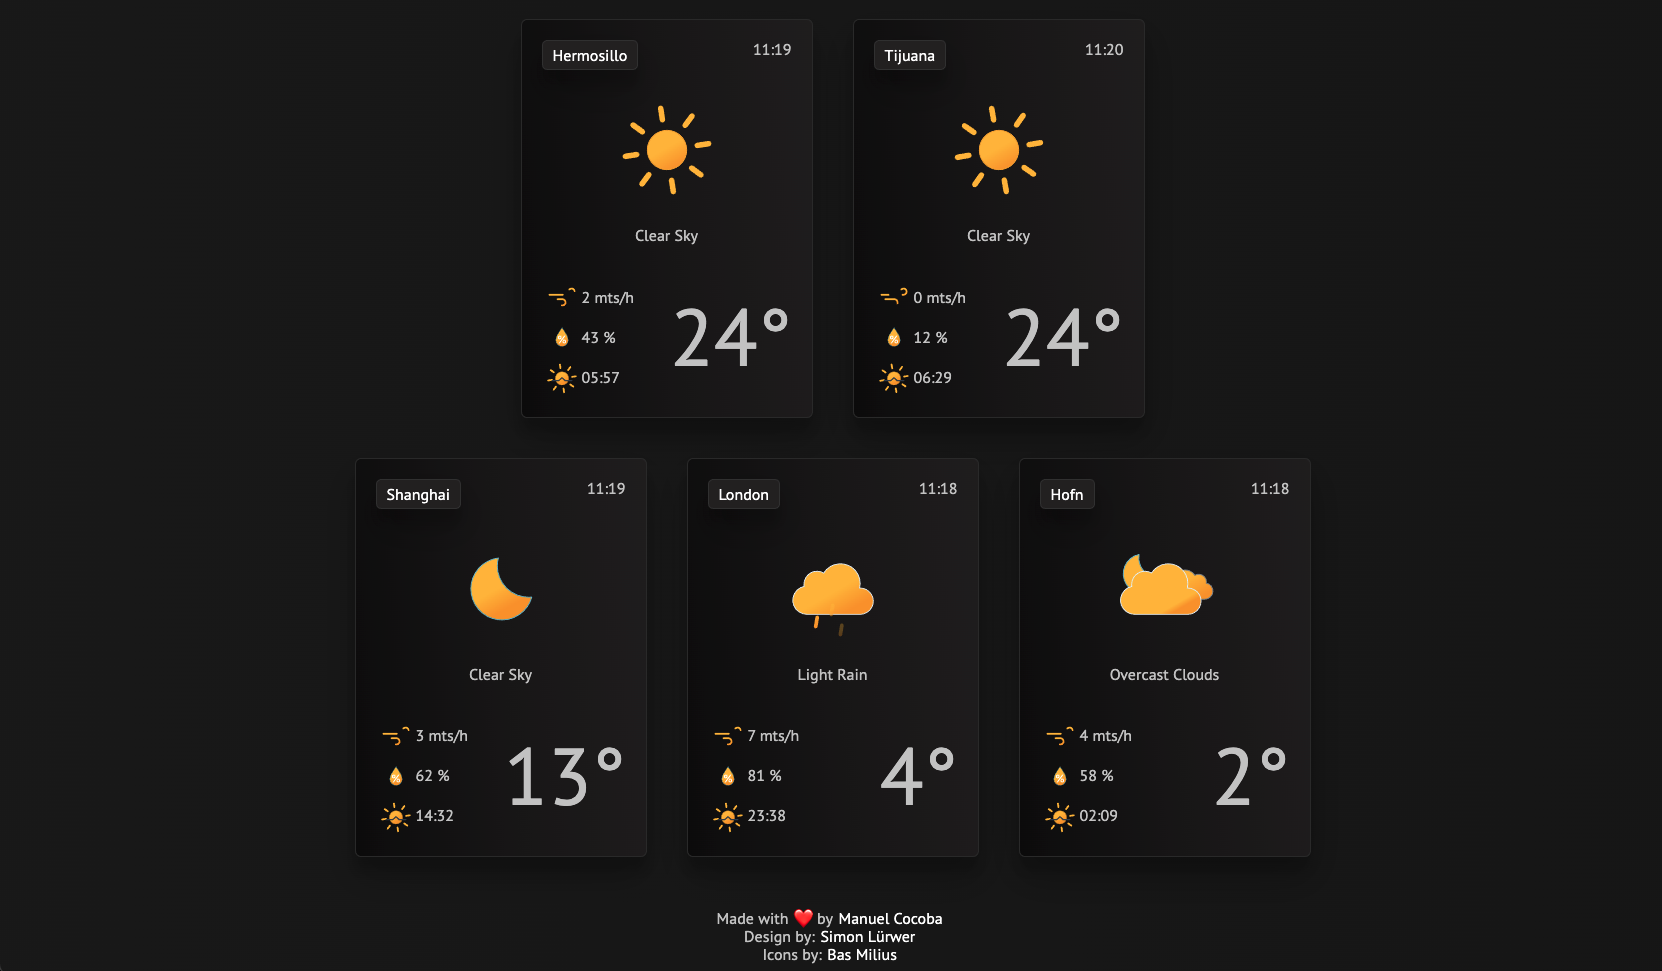 Hermosillo
11:19
Clear Sky
2 mts/h
43 %
05:57
24°
Tijuana
11:20
Clear Sky
0 mts/h
12 %
06:29
24°
Shanghai
11:19
Clear Sky
3 mts/h
62 %
14:32
13°
London
11:18
Light Rain
7 mts/h
81 %
23:38
4°
Hofn
11:18
Overcast Clouds
4 mts/h
58 %
02:09
2°
Made with ❤️ by Manuel Cocoba
Design by: Simon Lürwer
Icons by: Bas Milius